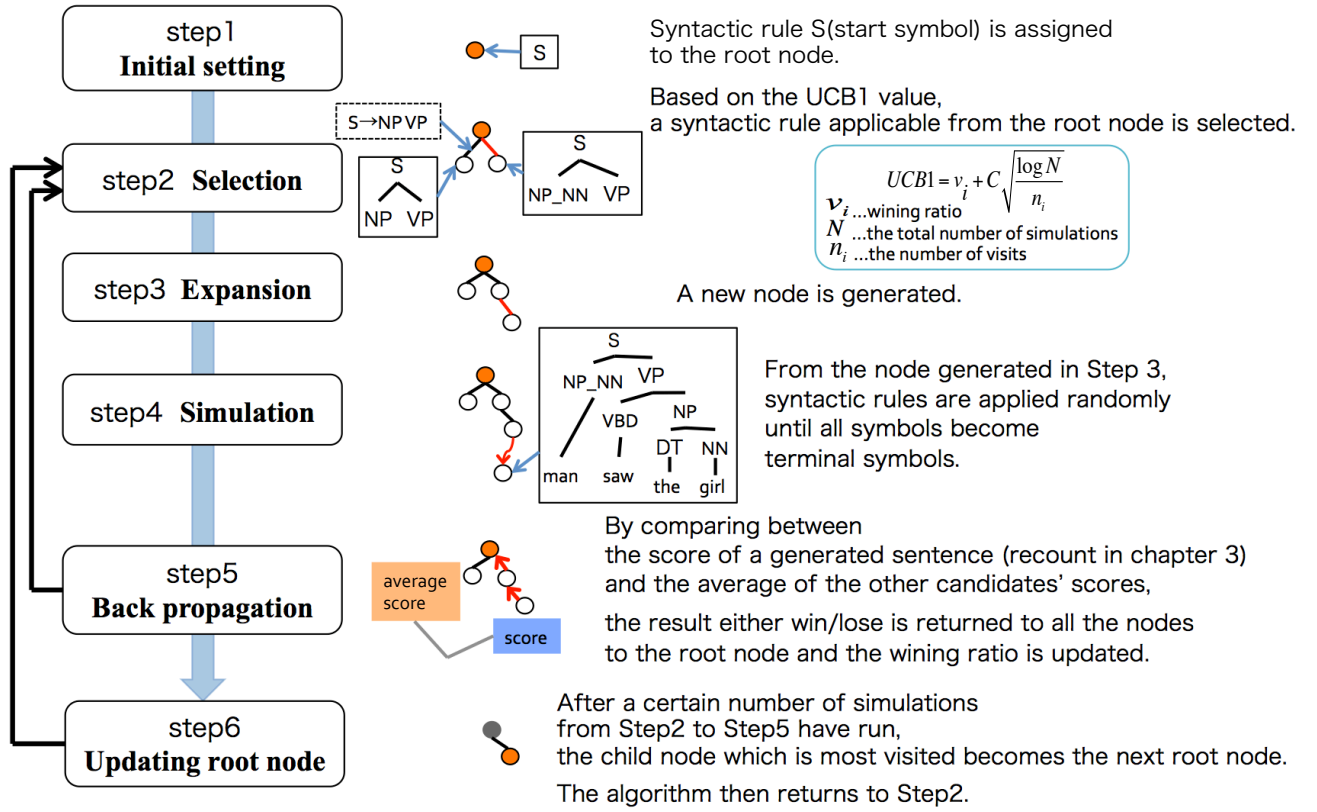 step1
Initial setting
S
Syntactic rule S(start symbol) is assigned
to the root node.
step2 Selection
S→NP VP
S
NP VP
S
NP_NN VP
Based on the UCB1 value,
a syntactic rule applicable from the root node is selected.
UCB1 = v_i + C √(log N / n_i)
v_i ...wining ratio
N ...the total number of simulations
n_i ...the number of visits
step3 Expansion
A new node is generated.
step4 Simulation
S
NP_NN VP
VBD NP
DT NN
man saw the girl
From the node generated in Step 3,
syntactic rules are applied randomly
until all symbols become
terminal symbols.
step5
Back propagation
average
score
score
By comparing between
the score of a generated sentence (recount in chapter 3)
and the average of the other candidates' scores,
the result either win/lose is returned to all the nodes
to the root node and the wining ratio is updated.
step6
Updating root node
After a certain number of simulations
from Step2 to Step5 have run,
the child node which is most visited becomes the next root node.
The algorithm then returns to Step2.